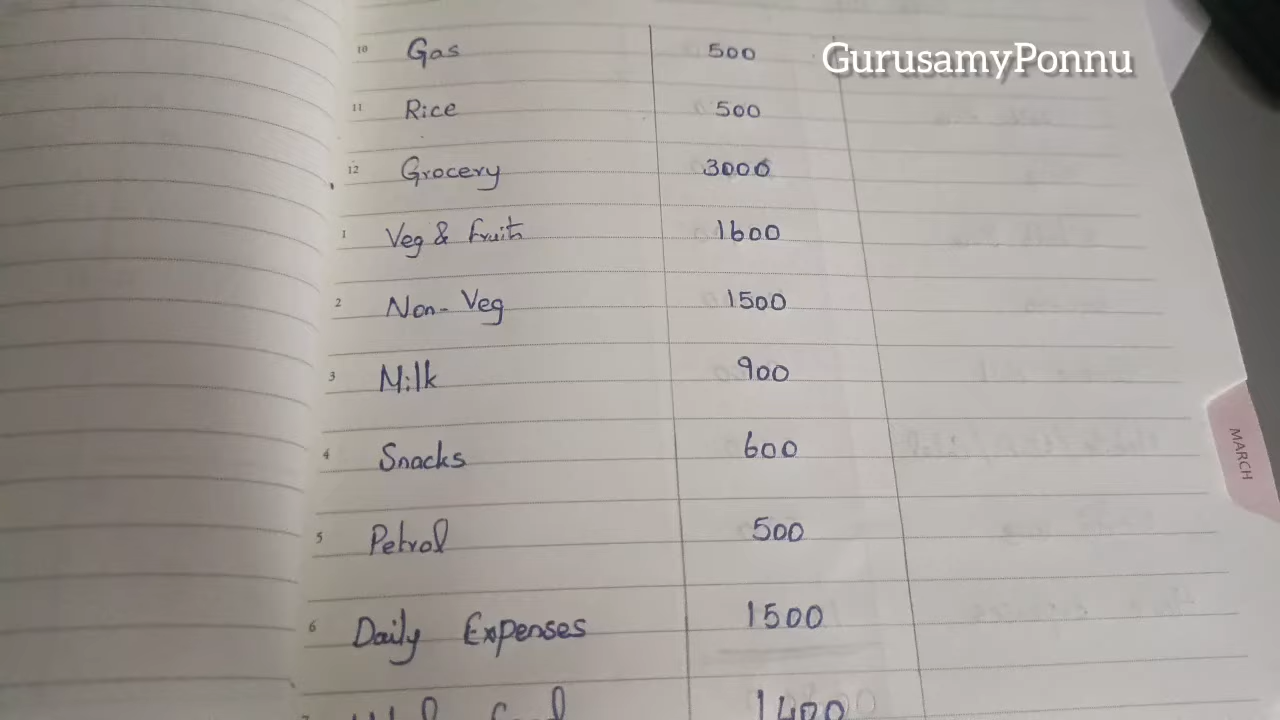 10 Gas 500
GurusamyPonnu
11 Rice 500
12 Grocery 3000
1 Veg & Fruits 1600
2 Non-Veg 1500
3 Milk 900
4 Snacks 600
5 Petrol 500
6 Daily Expenses 1500
1400
MARCH